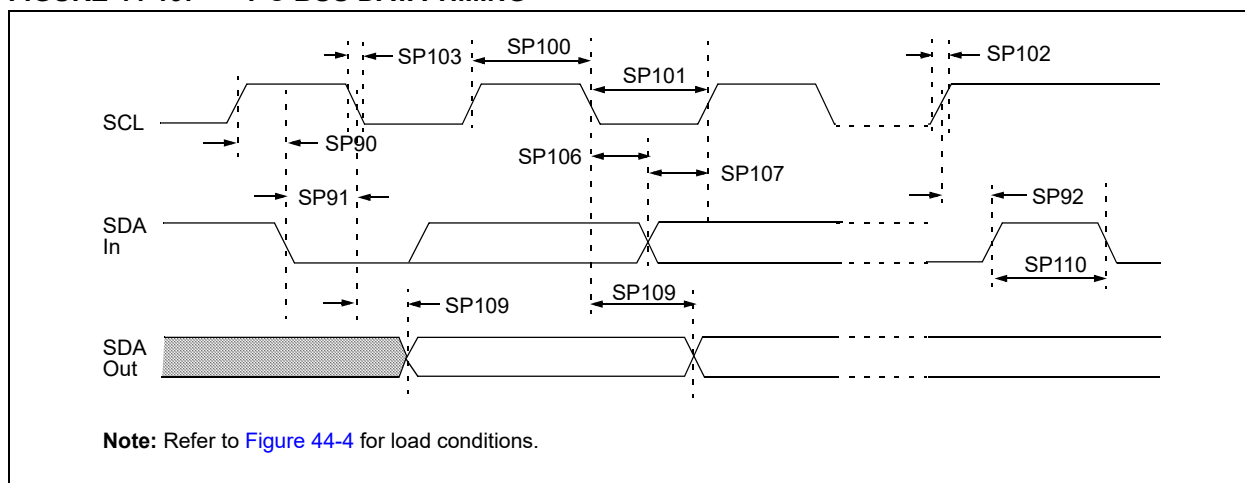 SP103
SP100
SP101
SP102
SCL
SP90
SP106
SP107
SP91
SP92
SDA
In
SP110
SP109
SP109
SDA
Out
Note: Refer to Figure 44-4 for load conditions.